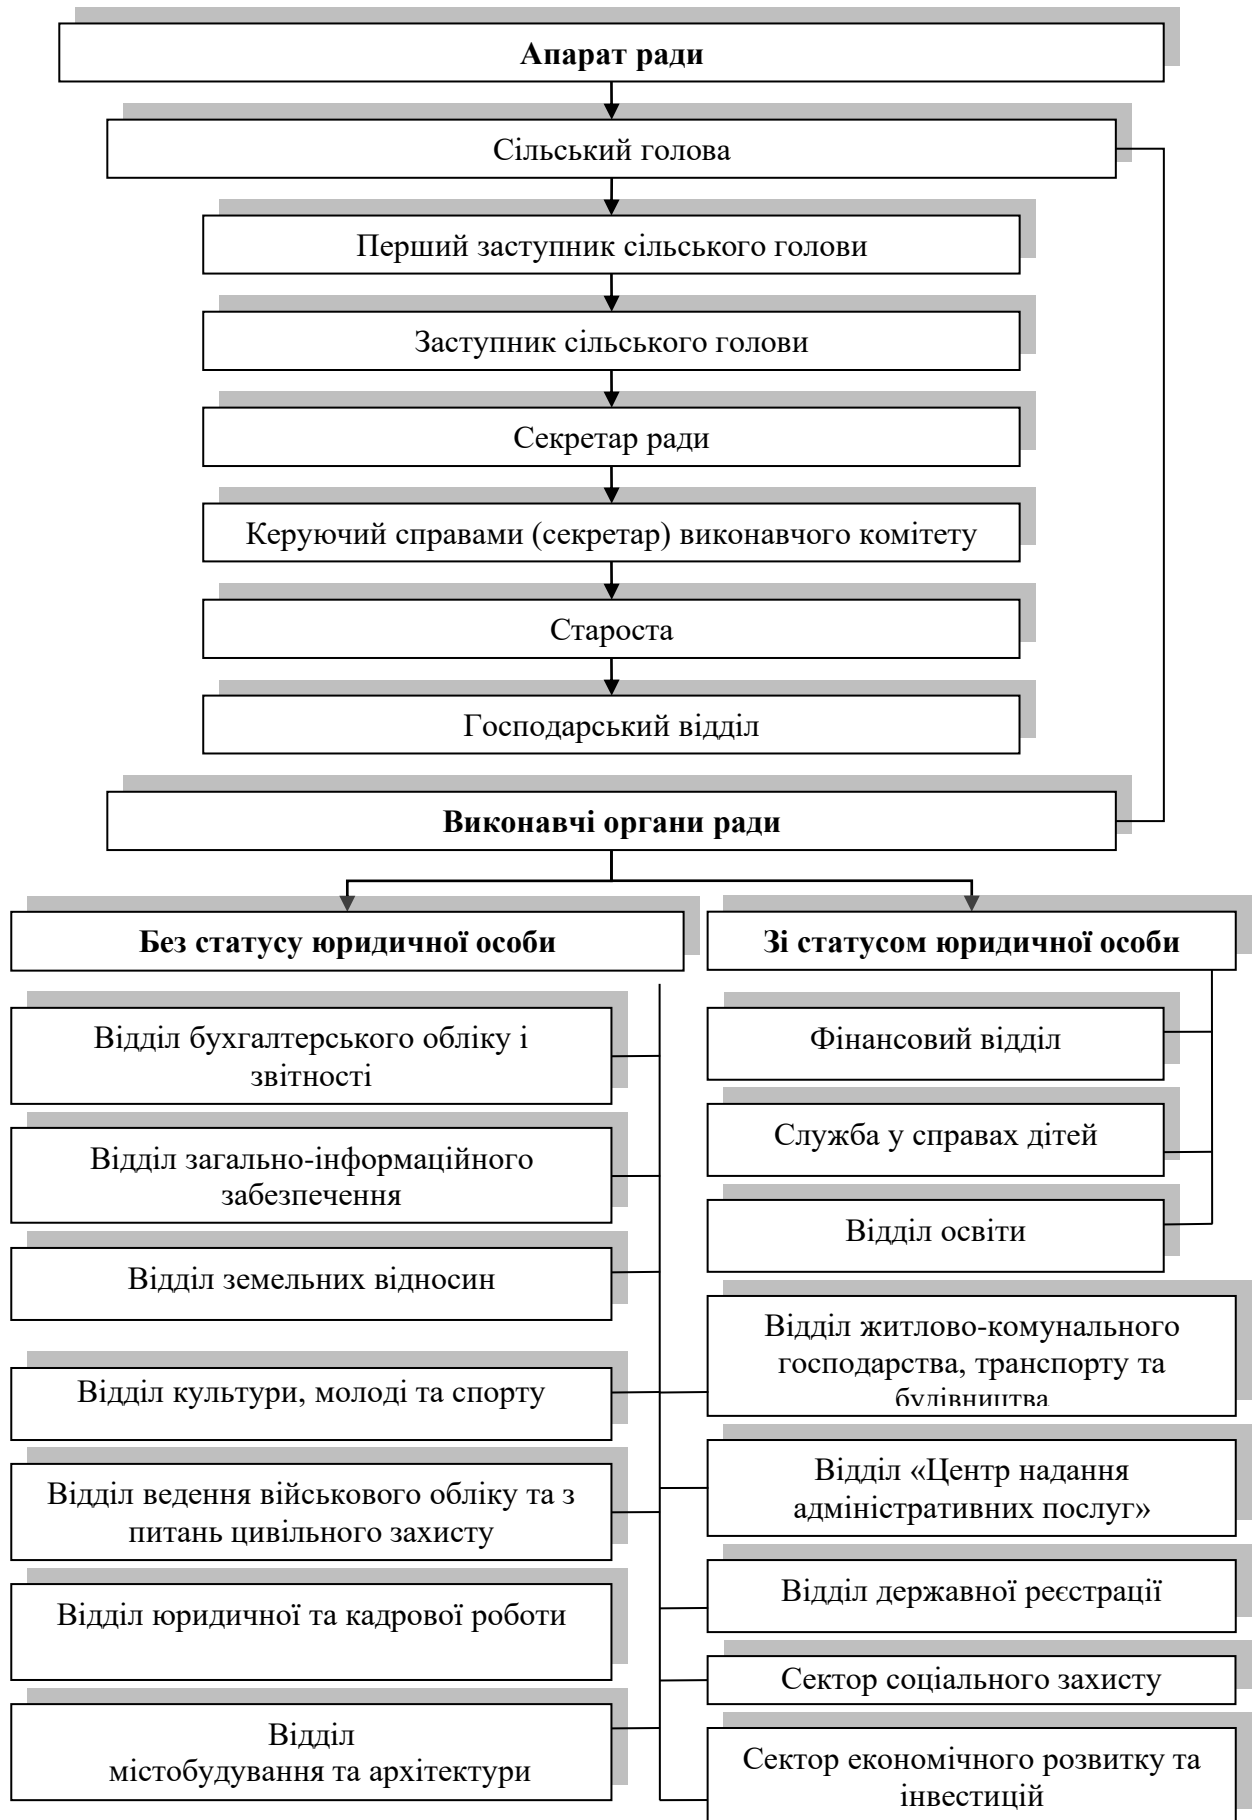 Апарат ради
Сільський голова
Перший заступник сільського голови
Заступник сільського голови
Секретар ради
Керуючий справами (секретар) виконавчого комітету
Староста
Господарський відділ
Виконавчі органи ради
Без статусу юридичної особи
Відділ бухгалтерського обліку і
звітності
Відділ загально-інформаційного
забезпечення
Відділ земельних відносин
Відділ культури, молоді та спорту
Відділ ведення військового обліку та з
питань цивільного захисту
Відділ юридичної та кадрової роботи
Відділ
містобудування та архітектури
Зі статусом юридичної особи
Фінансовий відділ
Служба у справах дітей
Відділ освіти
Відділ житлово-комунального
господарства, транспорту та
будівництва
Відділ «Центр надання
адміністративних послуг»
Відділ державної реєстрації
Сектор соціального захисту
Сектор економічного розвитку та
інвестицій